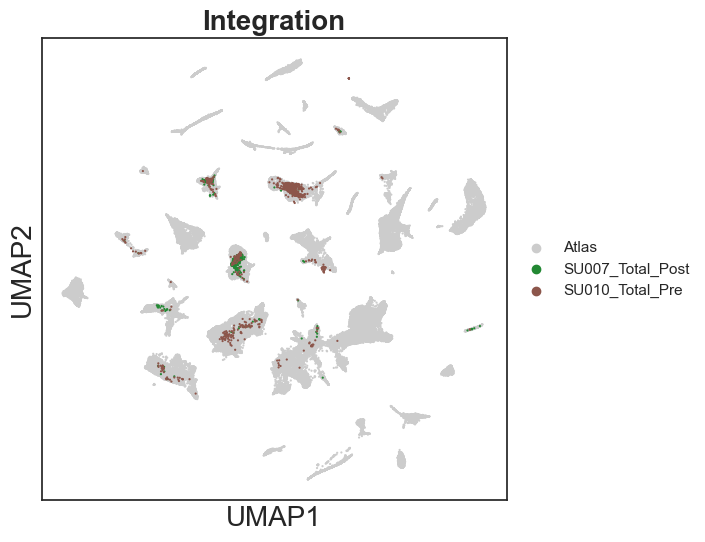 Integration
UMAP2
UMAP1
Atlas
SU007_Total_Post
SU010_Total_Pre